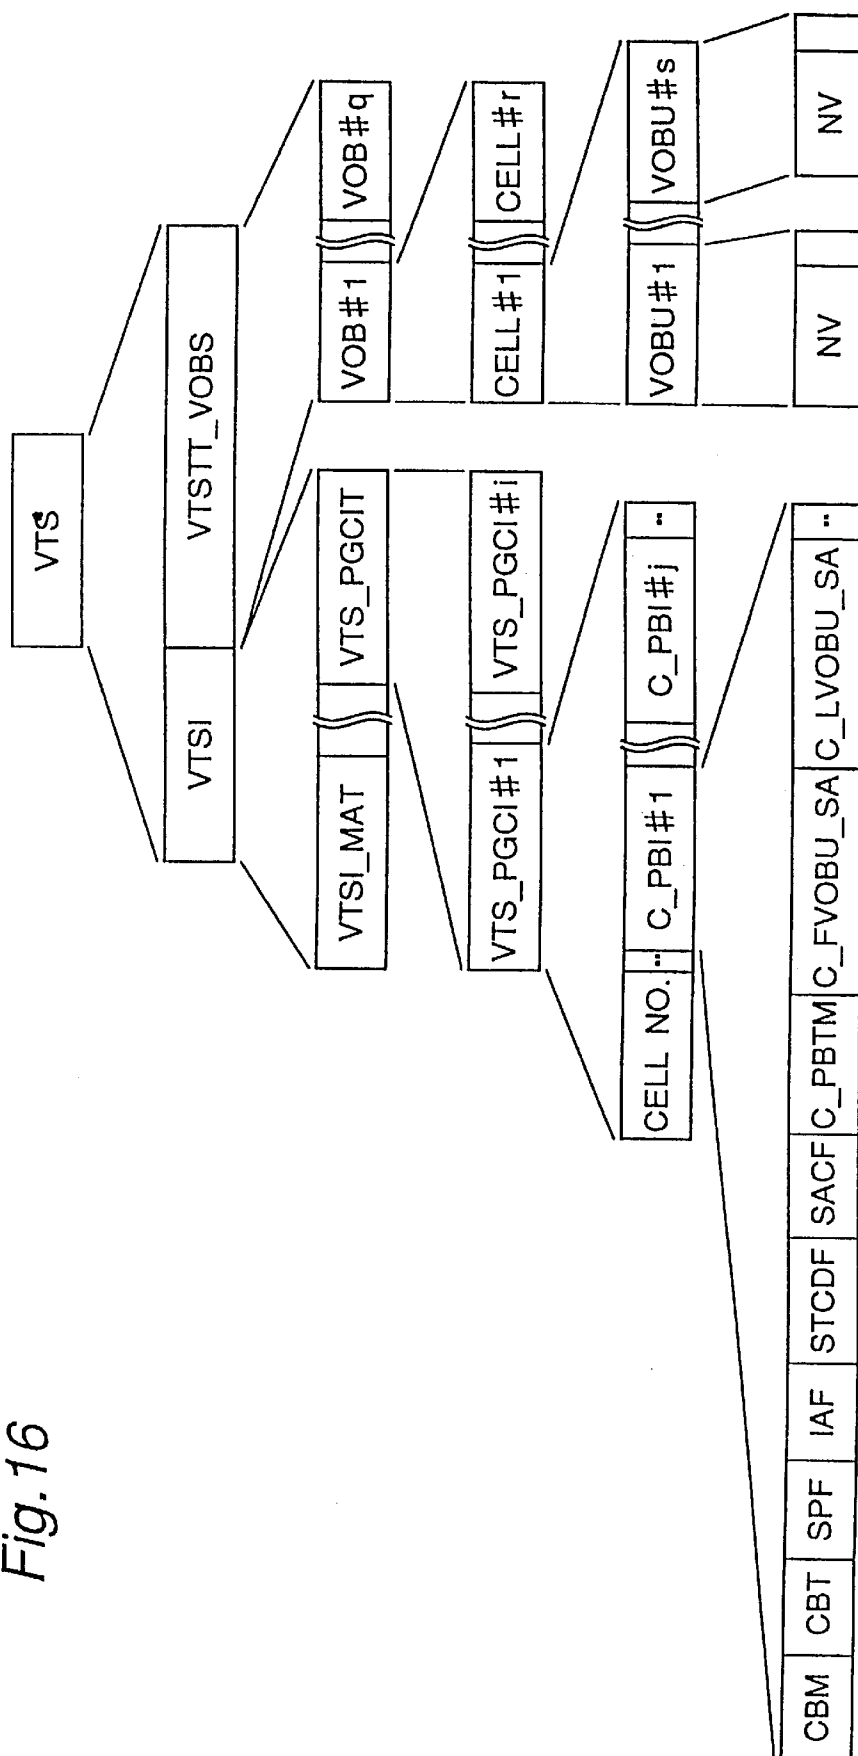 Fig. 16
VTS
VTSI VTSTT_VOBS
VTSI_MAT VTS_PGCIT VOB#1 VOB#q
VTS_PGCI#1 VTS_PGCI#i CELL#1 CELL#r
CELL NO. .. C_PBI#1 C_PBI#j .. VOBU#1 VOBU#s
CBM CBT SPF IAF STCDF SACF C_PBTM C_FVOBU_SA C_LVOBU_SA .. NV NV